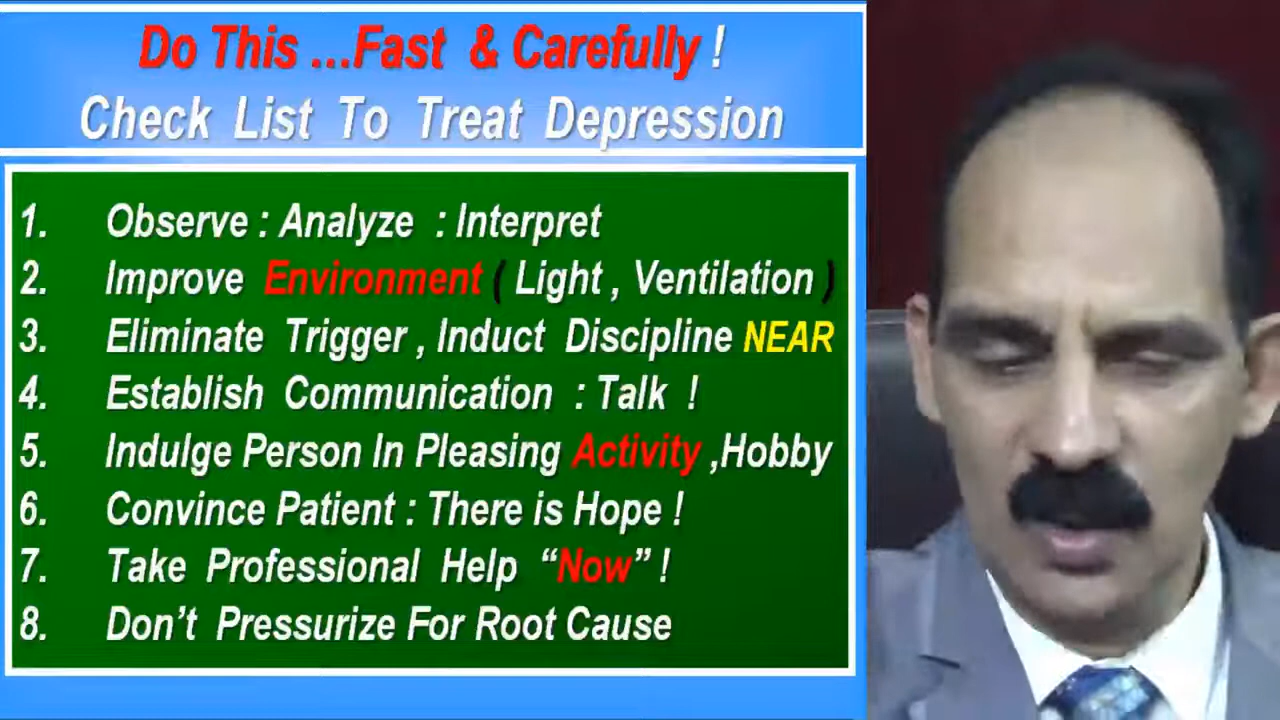 Do This ...Fast & Carefully !
Check List To Treat Depression
1. Observe : Analyze : Interpret
2. Improve Environment ( Light , Ventilation )
3. Eliminate Trigger , Induct Discipline NEAR
4. Establish Communication : Talk !
5. Indulge Person In Pleasing Activity ,Hobby
6. Convince Patient : There is Hope !
7. Take Professional Help “Now” !
8. Don’t Pressurize For Root Cause